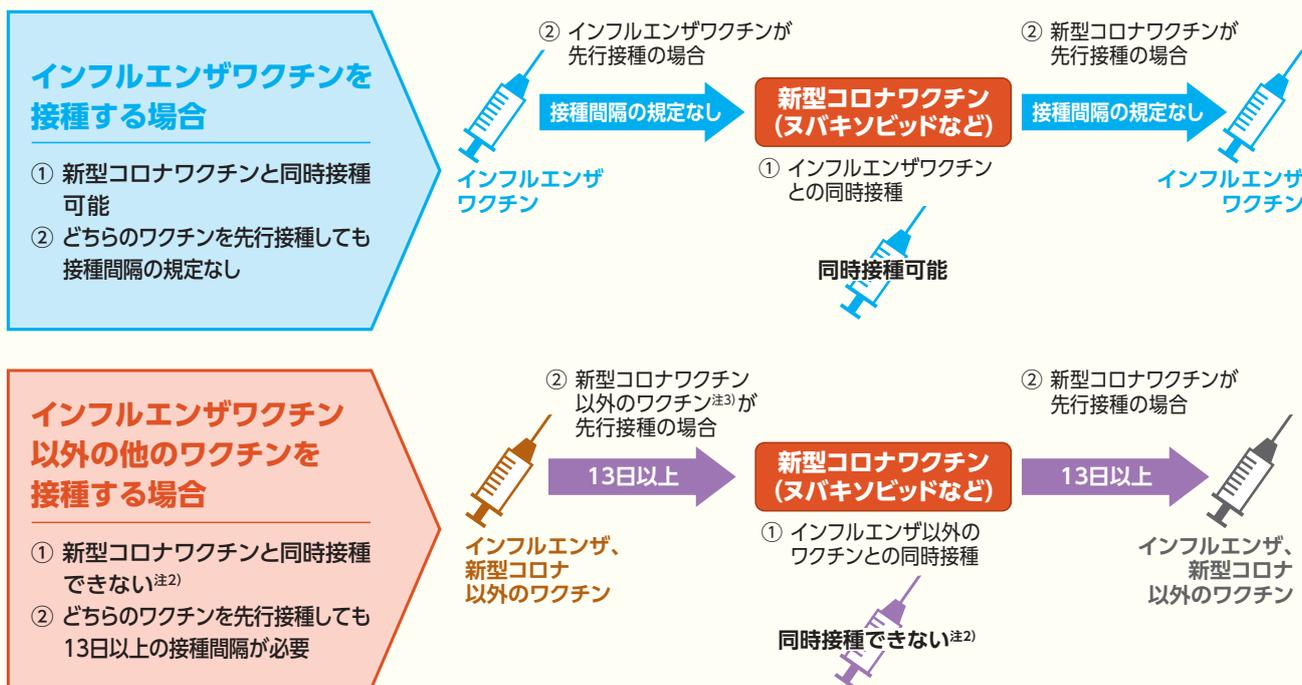 インフルエンザワクチンを
接種する場合
① 新型コロナワクチンと同時接種
可能
② どちらのワクチンを先行接種しても
接種間隔の規定なし
② インフルエンザワクチンが
先行接種の場合
接種間隔の規定なし
インフルエンザ
ワクチン
新型コロナワクチン
(ヌバキソビッドなど)
① インフルエンザワクチン
との同時接種
同時接種可能
② 新型コロナワクチンが
先行接種の場合
接種間隔の規定なし
インフルエンザ
ワクチン
インフルエンザワクチン
以外の他のワクチンを
接種する場合
① 新型コロナワクチンと同時接種
できない注2)
② どちらのワクチンを先行接種しても
13日以上の接種間隔が必要
② 新型コロナワクチン
以外のワクチン注3)が
先行接種の場合
13日以上
インフルエンザ、
新型コロナ
以外のワクチン
新型コロナワクチン
(ヌバキソビッドなど)
① インフルエンザ以外の
ワクチンとの同時接種
同時接種できない注2)
② 新型コロナワクチンが
先行接種の場合
13日以上
インフルエンザ、
新型コロナ
以外のワクチン